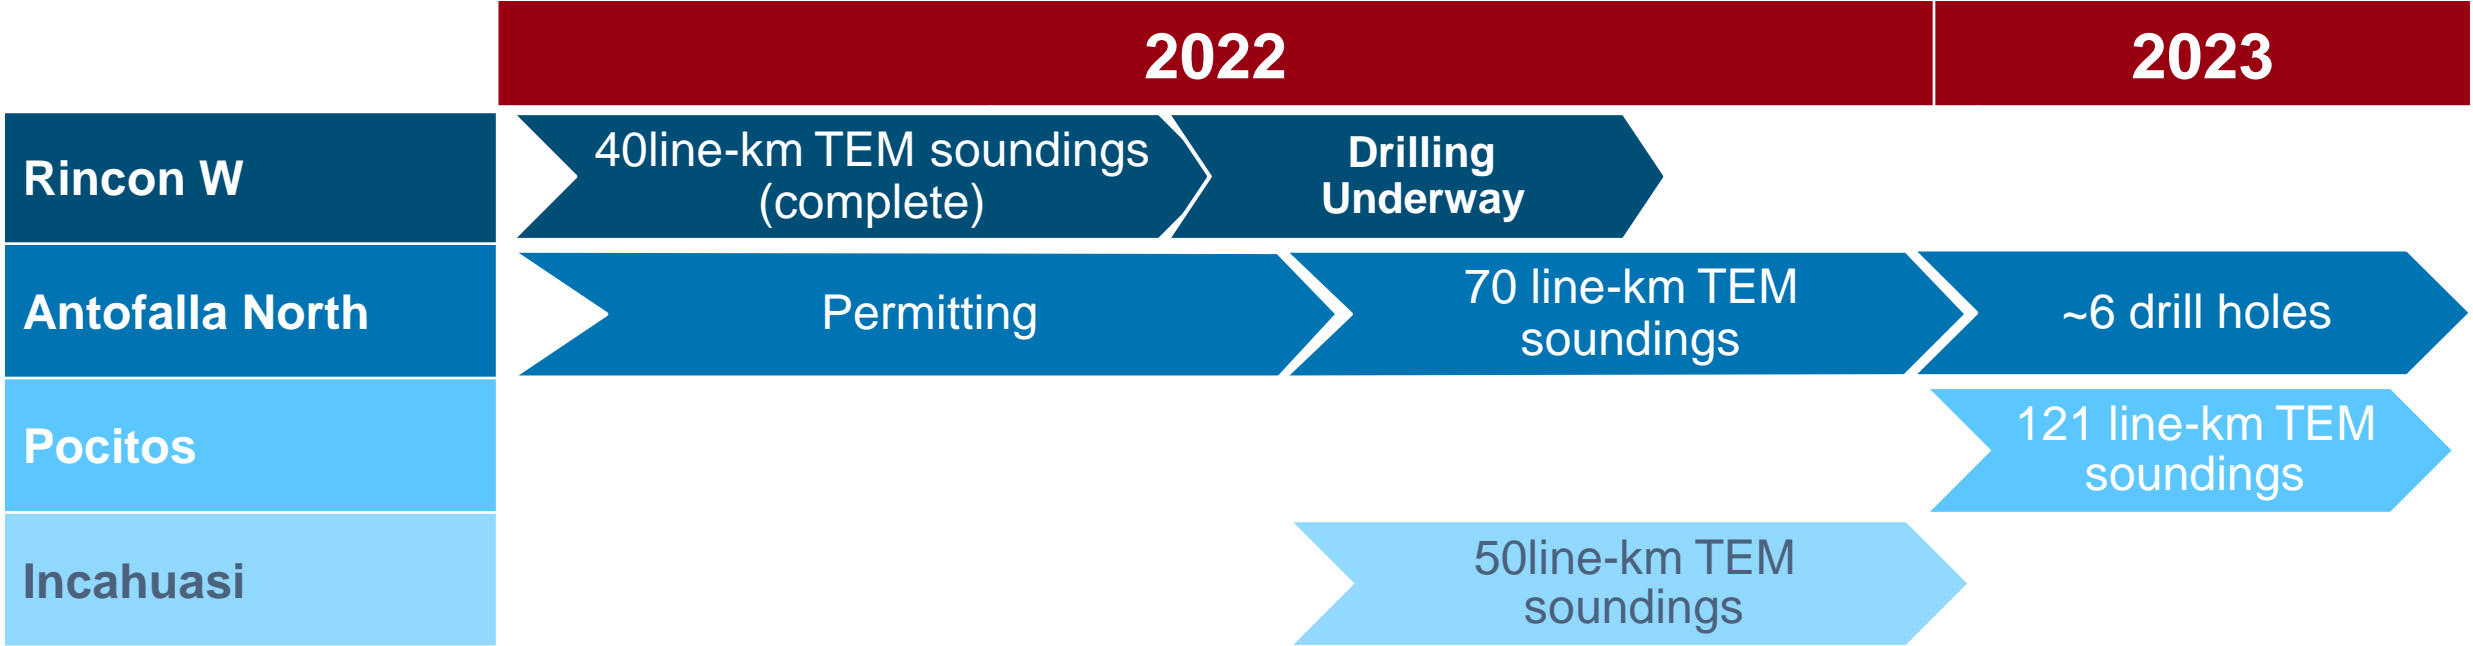 2022
2023
Rincon W
40line-km TEM soundings
(complete)
Drilling
Underway
Antofalla North
Permitting
70 line-km TEM
soundings
~6 drill holes
Pocitos
121 line-km TEM
soundings
Incahuasi
50line-km TEM
soundings